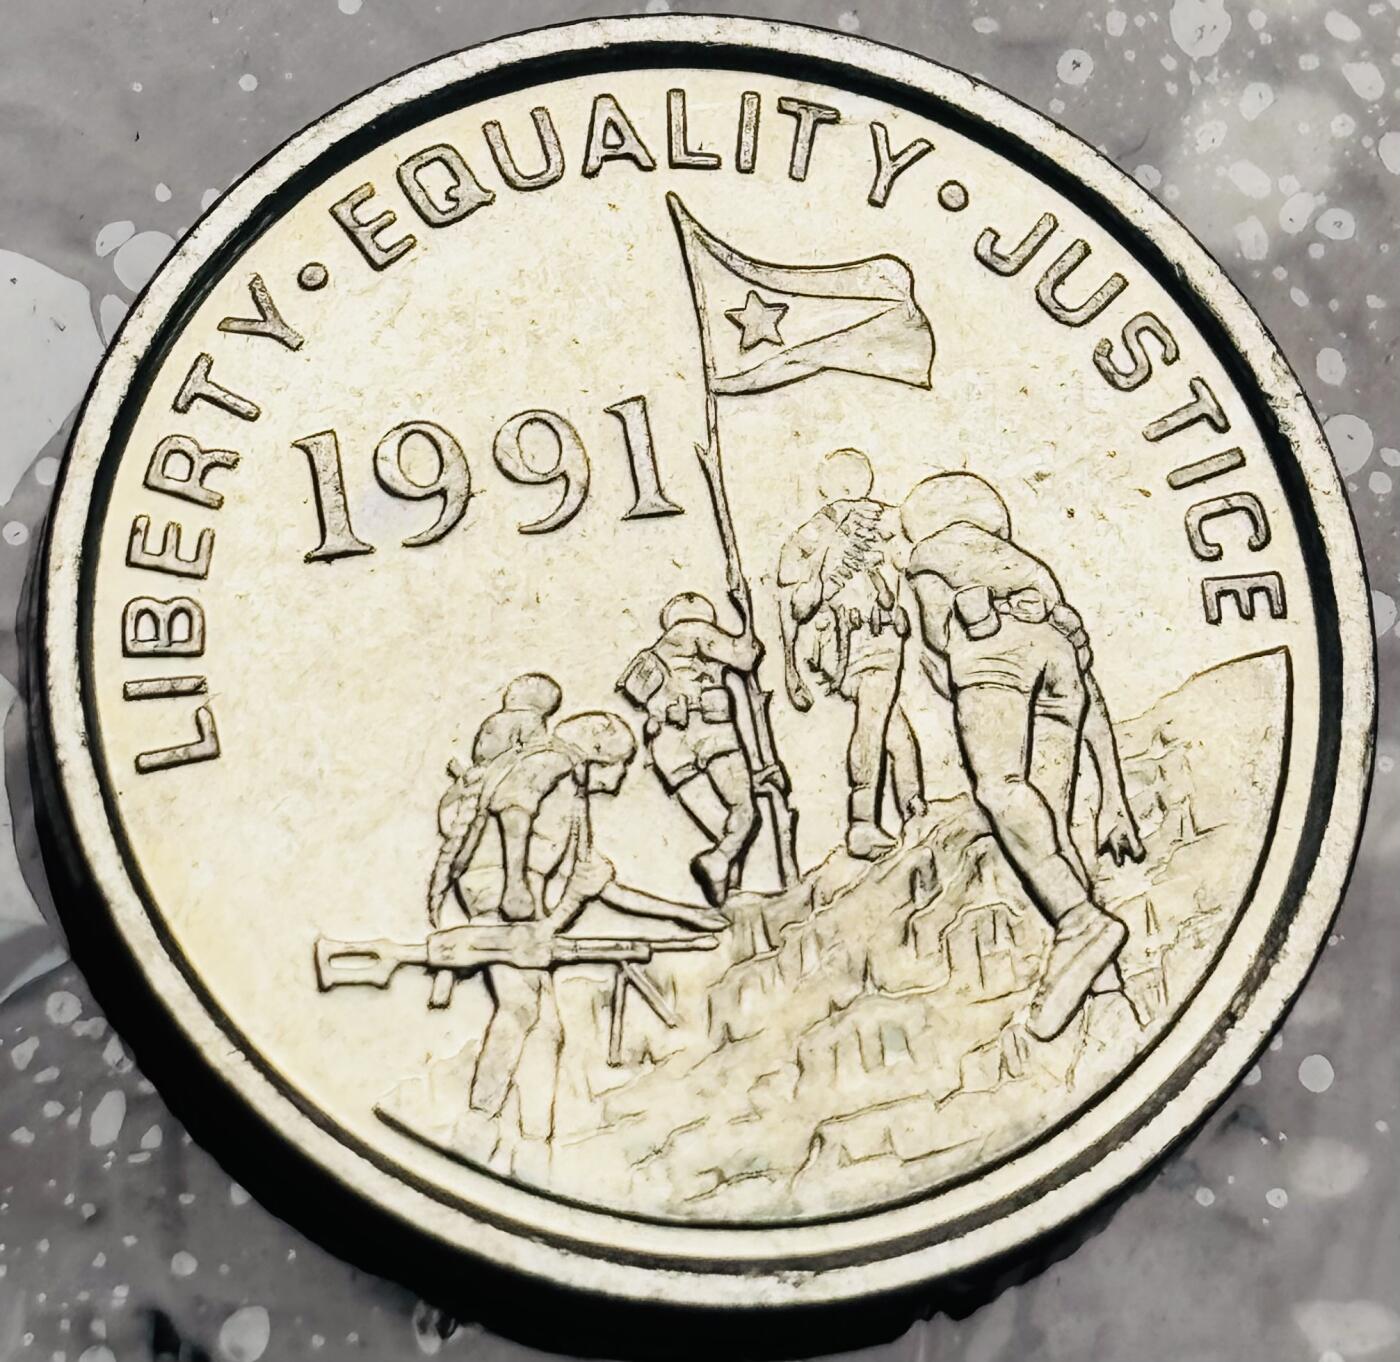 LIBERTY · EQUALITY · JUSTICE
1991